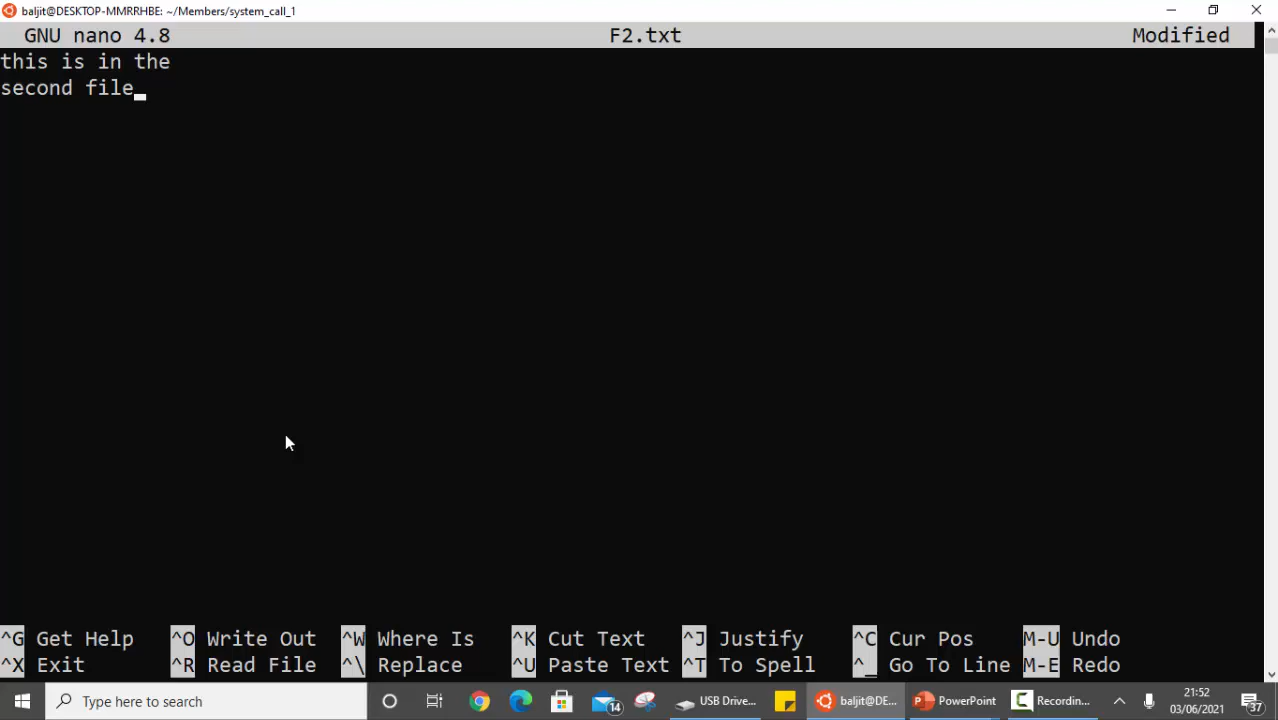 baljit@DESKTOP-MMRRHBE: ~/Members/system_call_1
GNU nano 4.8 F2.txt Modified
this is in the
second file
^G Get Help ^O Write Out ^W Where Is ^K Cut Text ^J Justify ^C Cur Pos M-U Undo
^X Exit ^R Read File ^\ Replace ^U Paste Text ^T To Spell ^_ Go To Line M-E Redo
Type here to search 14 USB Drive... baljit@DE... PowerPoint Recordin... 21:52 37
03/06/2021